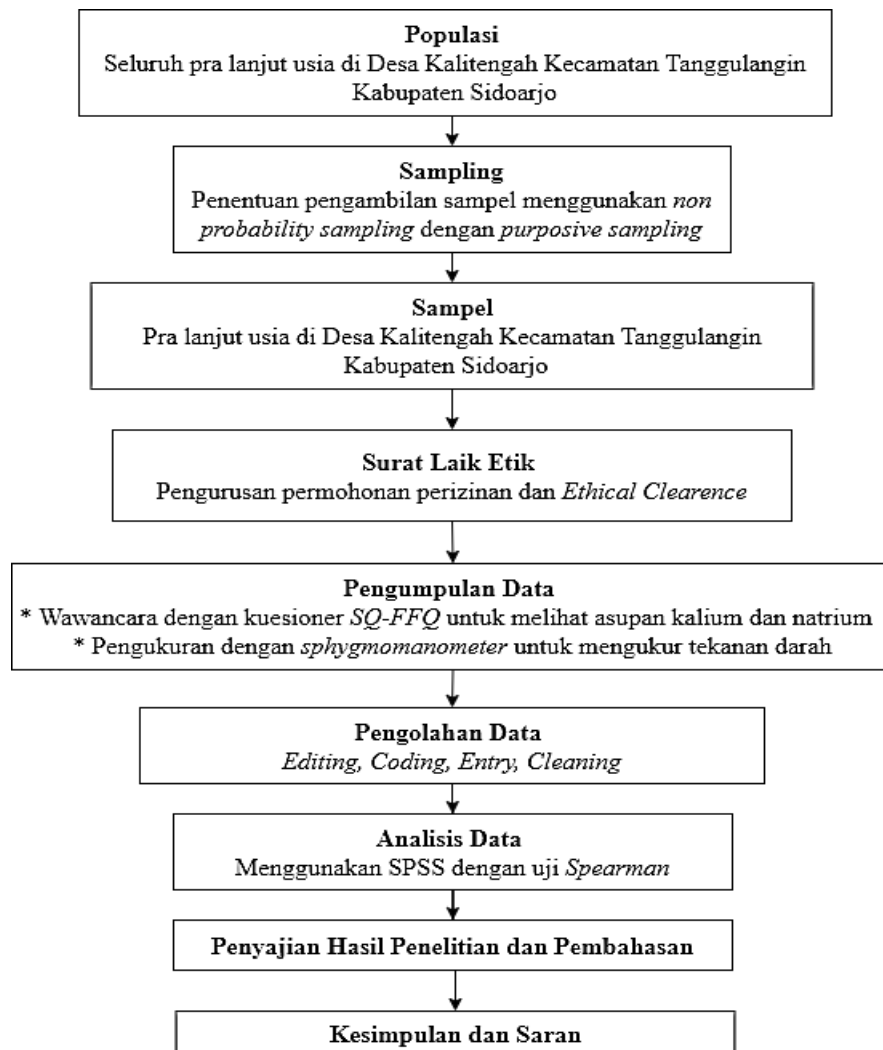 Populasi
Seluruh pra lanjut usia di Desa Kalitengah Kecamatan Tanggulangin
Kabupaten Sidoarjo
Sampling
Penentuan pengambilan sampel menggunakan non
probability sampling dengan purposive sampling
Sampel
Pra lanjut usia di Desa Kalitengah Kecamatan Tanggulangin
Kabupaten Sidoarjo
Surat Laik Etik
Pengurusan permohonan perizinan dan Ethical Clearence
Pengumpulan Data
* Wawancara dengan kuesioner SQ-FFQ untuk melihat asupan kalium dan natrium
* Pengukuran dengan sphygmomanometer untuk mengukur tekanan darah
Pengolahan Data
Editing, Coding, Entry, Cleaning
Analisis Data
Menggunakan SPSS dengan uji Spearman
Penyajian Hasil Penelitian dan Pembahasan
Kesimpulan dan Saran